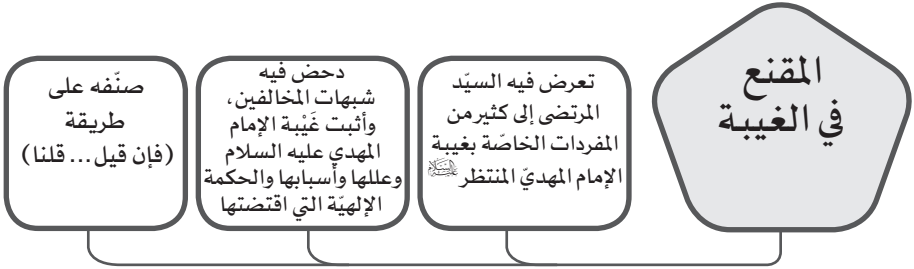 المقنع
في الغيبة
تعرض فيه السيّد
المرتضى إلى كثير من
المفردات الخاصّة بغيبة
الإمام المهديّ المنتظر
دحض فيه
شبهات المخالفين،
وأثبت غَيْبة الإمام
المهدي عليه السلام
وعللها وأسبابها والحكمة
الإلهيّة التي اقتضتها
صنّفه على
طريقة
(فإن قيل... قلنا)